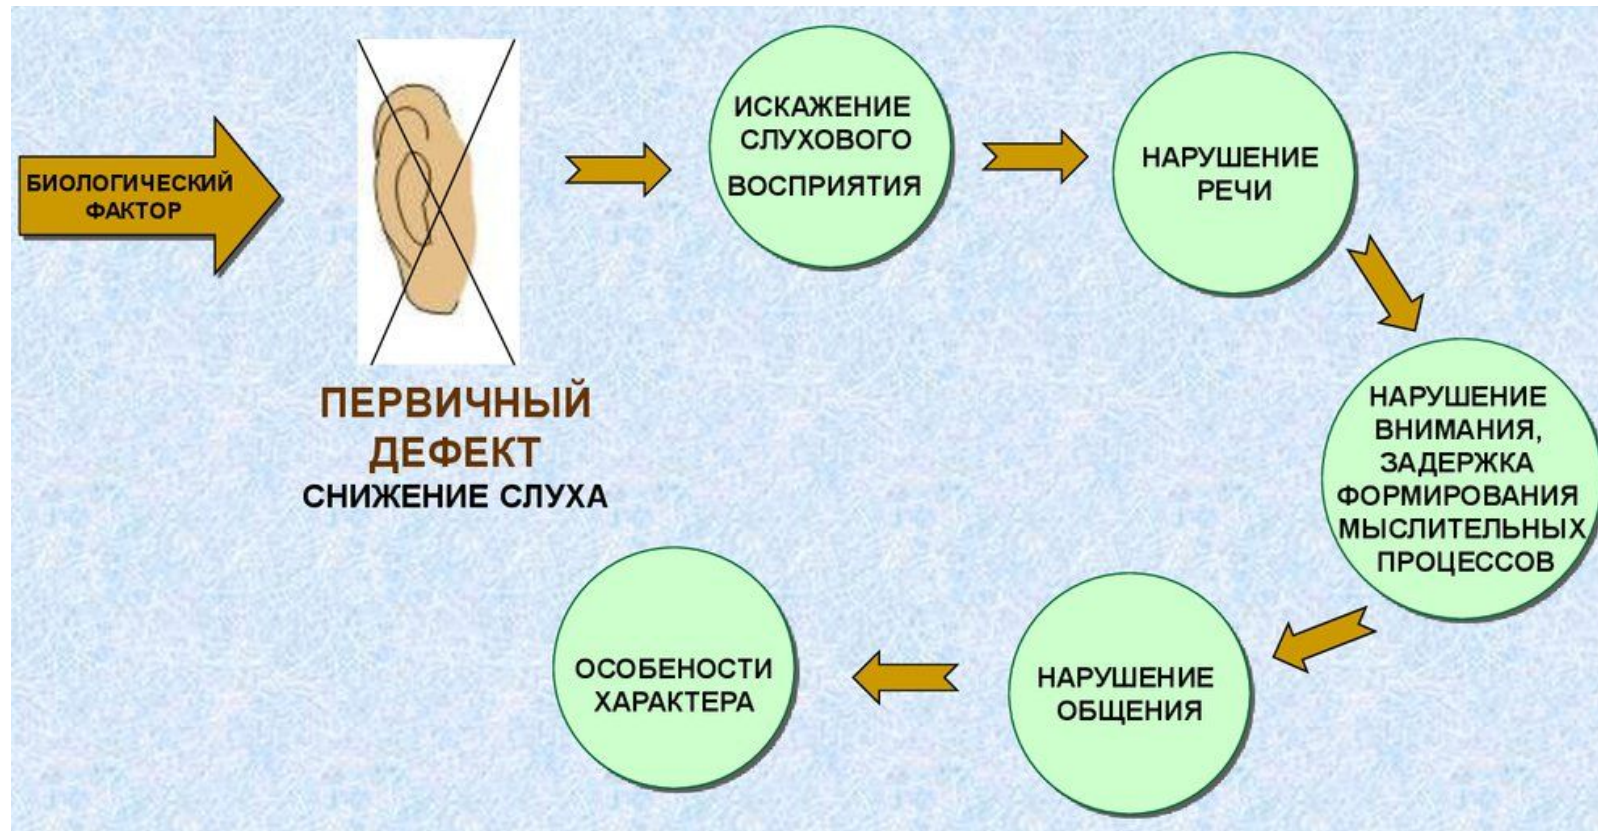 БИОЛОГИЧЕСКИЙ
ФАКТОР
ПЕРВИЧНЫЙ
ДЕФЕКТ
СНИЖЕНИЕ СЛУХА
ИСКАЖЕНИЕ
СЛУХОВОГО
ВОСПРИЯТИЯ
НАРУШЕНИЕ
РЕЧИ
НАРУШЕНИЕ
ВНИМАНИЯ,
ЗАДЕРЖКА
ФОРМИРОВАНИЯ
МЫСЛИТЕЛЬНЫХ
ПРОЦЕССОВ
НАРУШЕНИЕ
ОБЩЕНИЯ
ОСОБЕНОСТИ
ХАРАКТЕРА